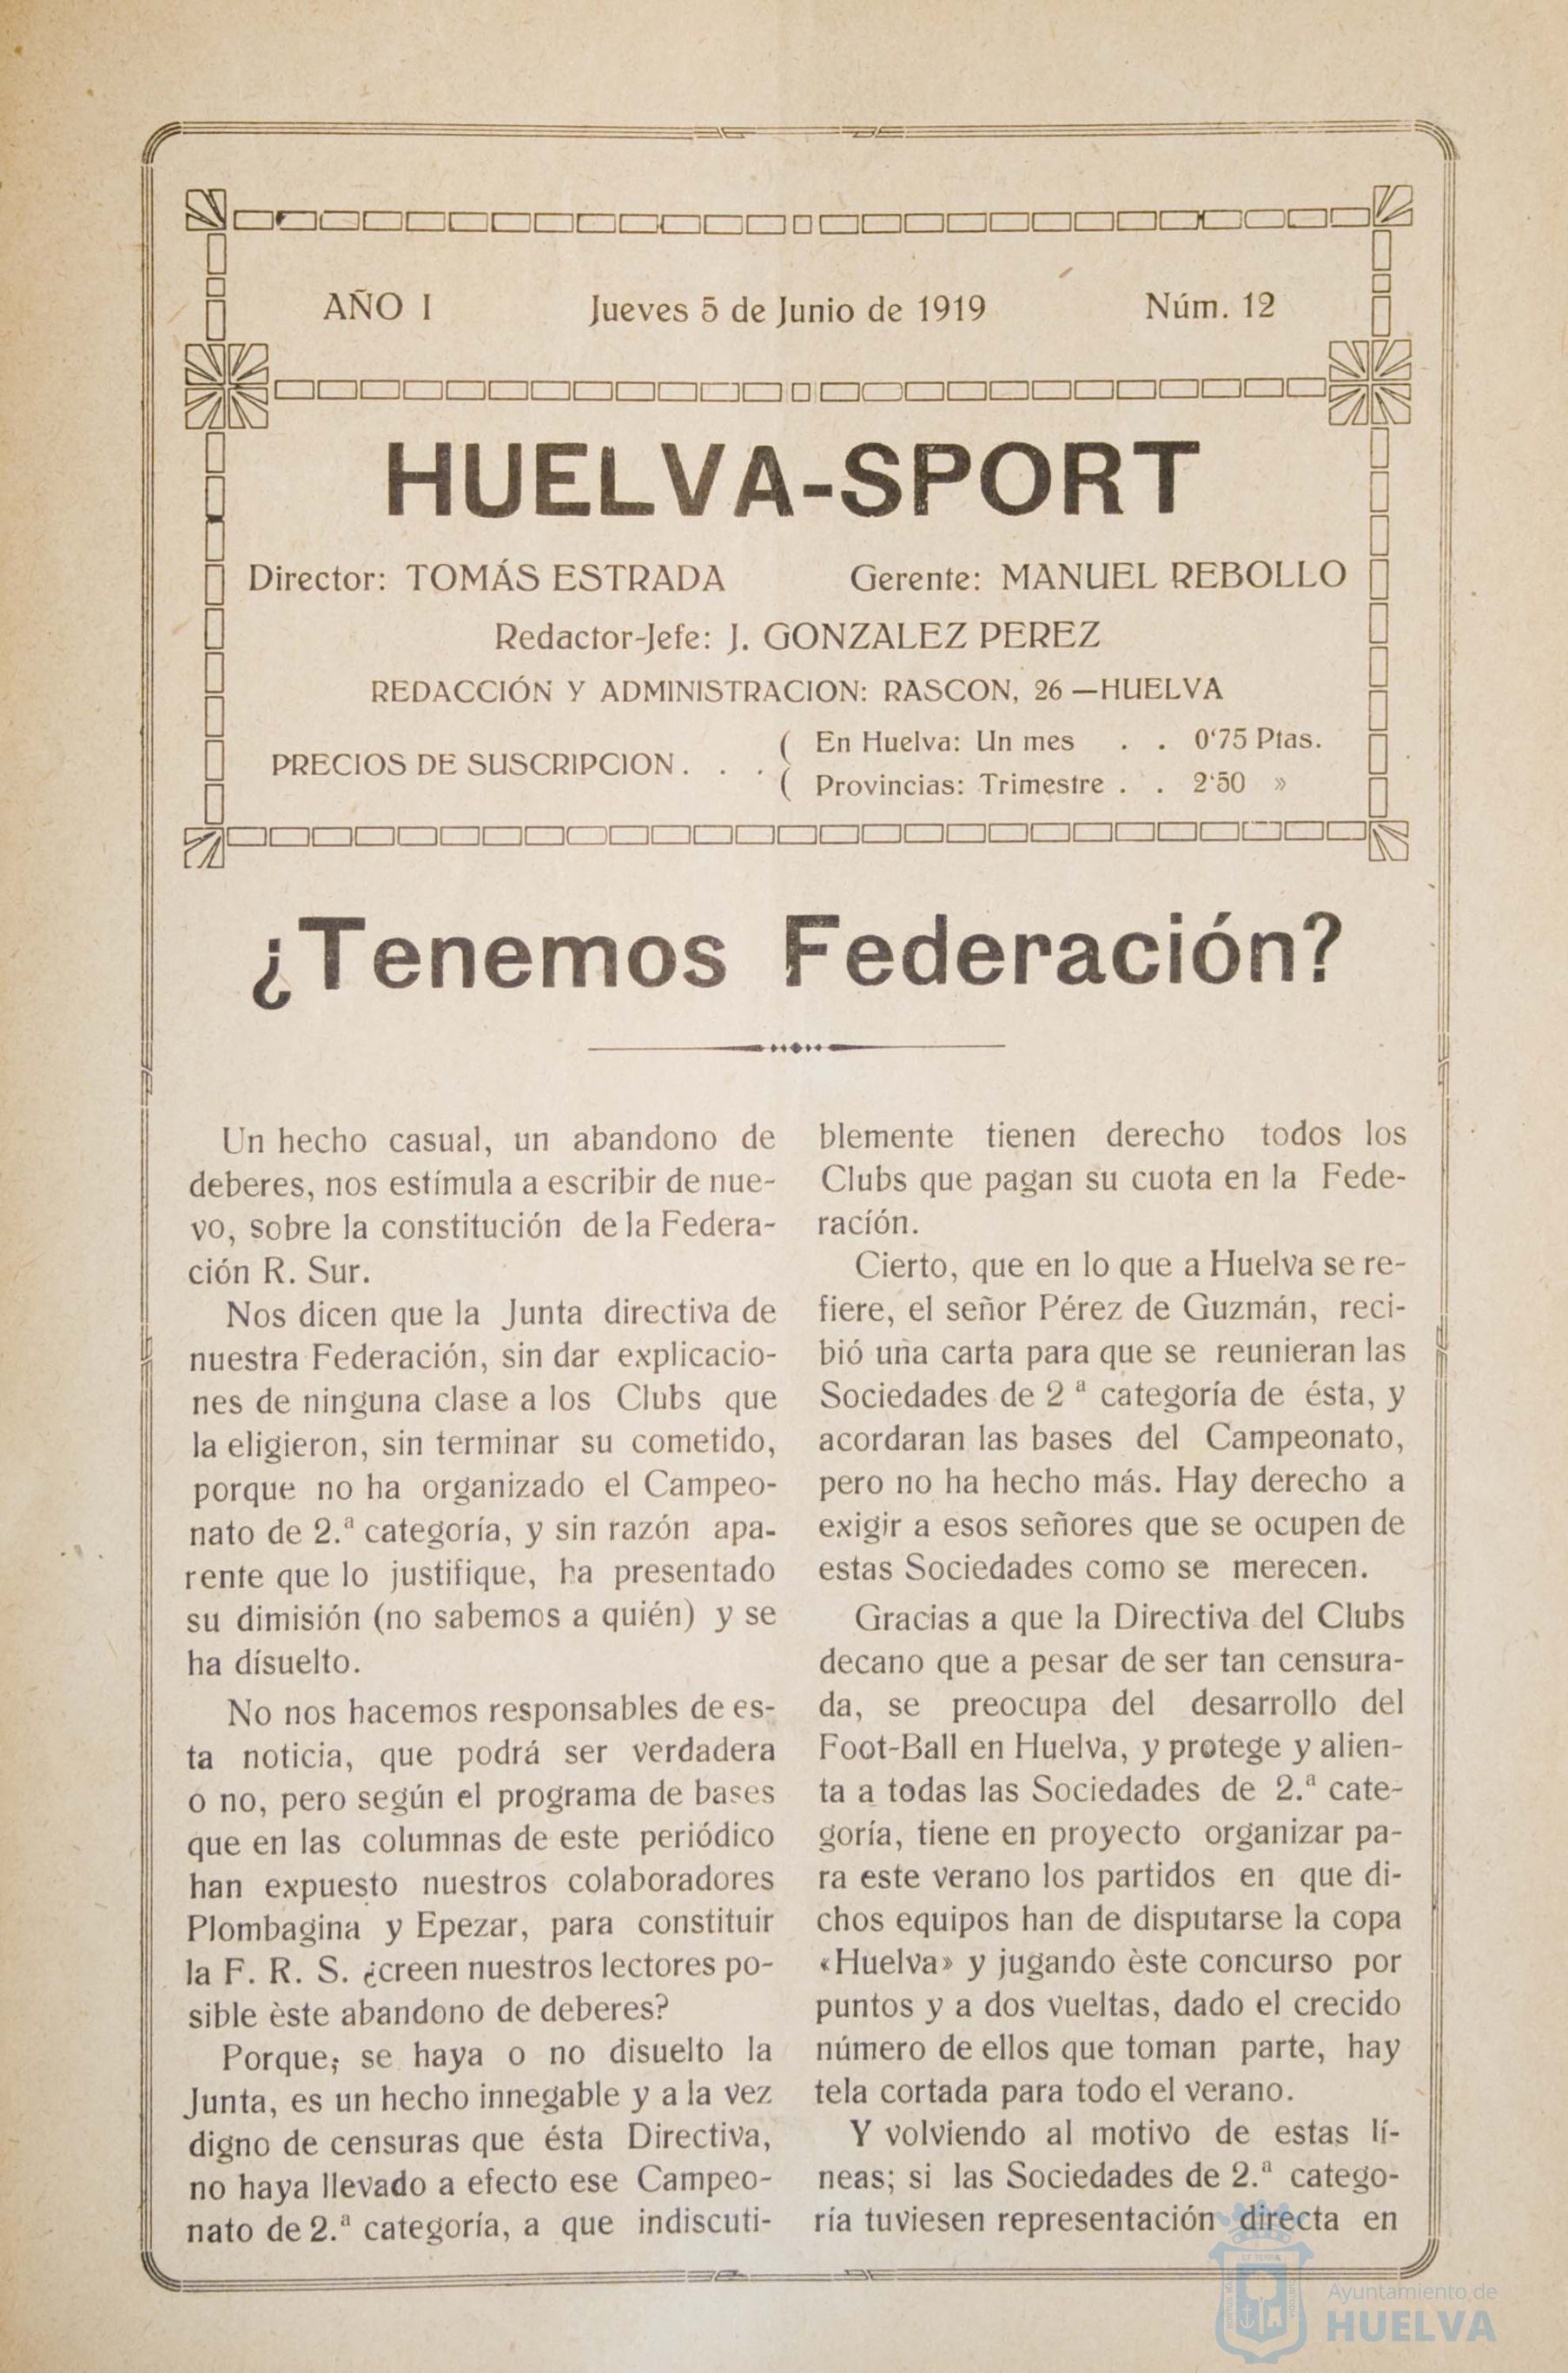 AÑO I Jueves 5 de Junio de 1919 Núm. 12
HUELVA-SPORT
Director: TOMÁS ESTRADA Gerente: MANUEL REBOLLO
Redactor-Jefe: J. GONZALEZ PEREZ
REDACCIÓN Y ADMINISTRACION: RASCON, 26 —HUELVA
PRECIOS DE SUSCRIPCION . . .
( En Huelva: Un mes . . 0'75 Ptas.
( Provincias: Trimestre . . 2'50 »
¿Tenemos Federación?
Un hecho casual, un abandono de
deberes, nos estímula a escribir de nue-
vo, sobre la constitución de la Federa-
ción R. Sur.
Nos dicen que la Junta directiva de
nuestra Federación, sin dar explicacio-
nes de ninguna clase a los Clubs que
la eligieron, sin terminar su cometido,
porque no ha organizado el Campeo-
nato de 2.ª categoría, y sin razón apa-
rente que lo justifique, ha presentado
su dimisión (no sabemos a quién) y se
ha dísuelto.
No nos hacemos responsables de es-
ta noticia, que podrá ser verdadera
o no, pero según el programa de bases
que en las columnas de este periódico
han expuesto nuestros colaboradores
Plombagina y Epezar, para constituir
la F. R. S. ¿creen nuestros lectores po-
sible èste abandono de deberes?
Porque; se haya o no disuelto la
Junta, es un hecho innegable y a la vez
digno de censuras que ésta Directiva,
no haya llevado a efecto ese Campeo-
nato de 2.ª categoría, a que indiscuti-
blemente tienen derecho todos los
Clubs que pagan su cuota en la Fede-
racíón.
Cierto, que en lo que a Huelva se re-
fiere, el señor Pérez de Guzmán, reci-
bió una carta para que se reunieran las
Sociedades de 2 ª categoría de ésta, y
acordaran las bases del Campeonato,
pero no ha hecho más. Hay derecho a
exigir a esos señores que se ocupen de
estas Sociedades como se merecen.
Gracias a que la Directiva del Clubs
decano que a pesar de ser tan censura-
da, se preocupa del desarrollo del
Foot-Ball en Huelva, y protege y alien-
ta a todas las Sociedades de 2.ª cate-
goría, tiene en proyecto organizar pa-
ra este verano los partidos en que di-
chos equipos han de disputarse la copa
«Huelva» y jugando èste concurso por
puntos y a dos vueltas, dado el crecido
número de ellos que toman parte, hay
tela cortada para todo el verano.
Y volviendo al motivo de estas lí-
neas; si las Sociedades de 2.ª catego-
ría tuviesen representación directa en
Ayuntamiento de
HUELVA